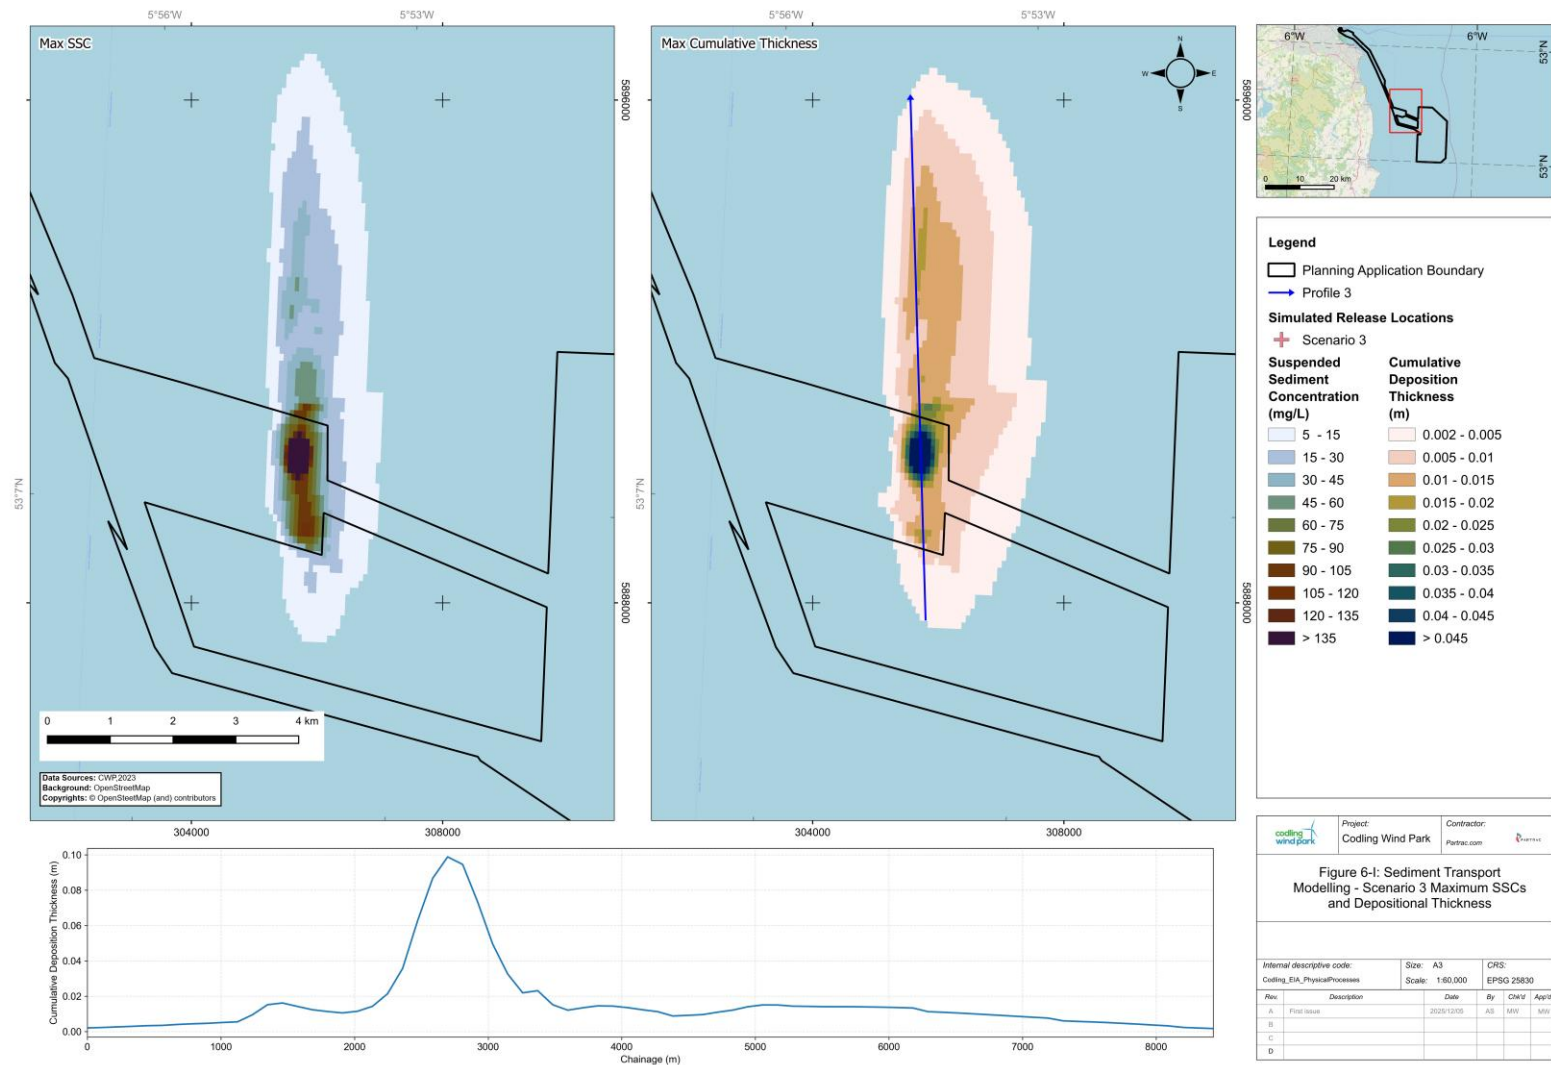 5°56'W
5°53'W
5°56'W
5°53'W
Max SSC
Max Cumulative Thickness
N
W
E
S
5896000
5896000
53°7'N
53°7'N
5888000
5888000
0 1 2 3 4 km
Data Sources: CWP,2023
Background: OpenStreetMap
Copyrights: © OpenSteetMap (and) contributors
304000
308000
304000
308000
6°W
6°W
53°N
53°N
0 10 20 km
Legend
Planning Application Boundary
Profile 3
Simulated Release Locations
Scenario 3
Suspended
Sediment
Concentration
(mg/L)
5 - 15
15 - 30
30 - 45
45 - 60
60 - 75
75 - 90
90 - 105
105 - 120
120 - 135
> 135
Cumulative
Deposition
Thickness
(m)
0.002 - 0.005
0.005 - 0.01
0.01 - 0.015
0.015 - 0.02
0.02 - 0.025
0.025 - 0.03
0.03 - 0.035
0.035 - 0.04
0.04 - 0.045
> 0.045
Cumulative Deposition Thickness (m)
0.10
0.08
0.06
0.04
0.02
0.00
0 1000 2000 3000 4000 5000 6000 7000 8000
Chainage (m)
codling
wind park
Project:
Codling Wind Park
Contractor:
Partrac.com
PARTRAC
Figure 6-I: Sediment Transport
Modelling - Scenario 3 Maximum SSCs
and Depositional Thickness
Internal descriptive code:
Codling_EIA_PhysicalProcesses
Size: A3
Scale: 1:60,000
CRS:
EPSG 25830
Rev. Description Date By Chk'd App'd
A First issue 2023/12/05 AS MW MW
B
C
D